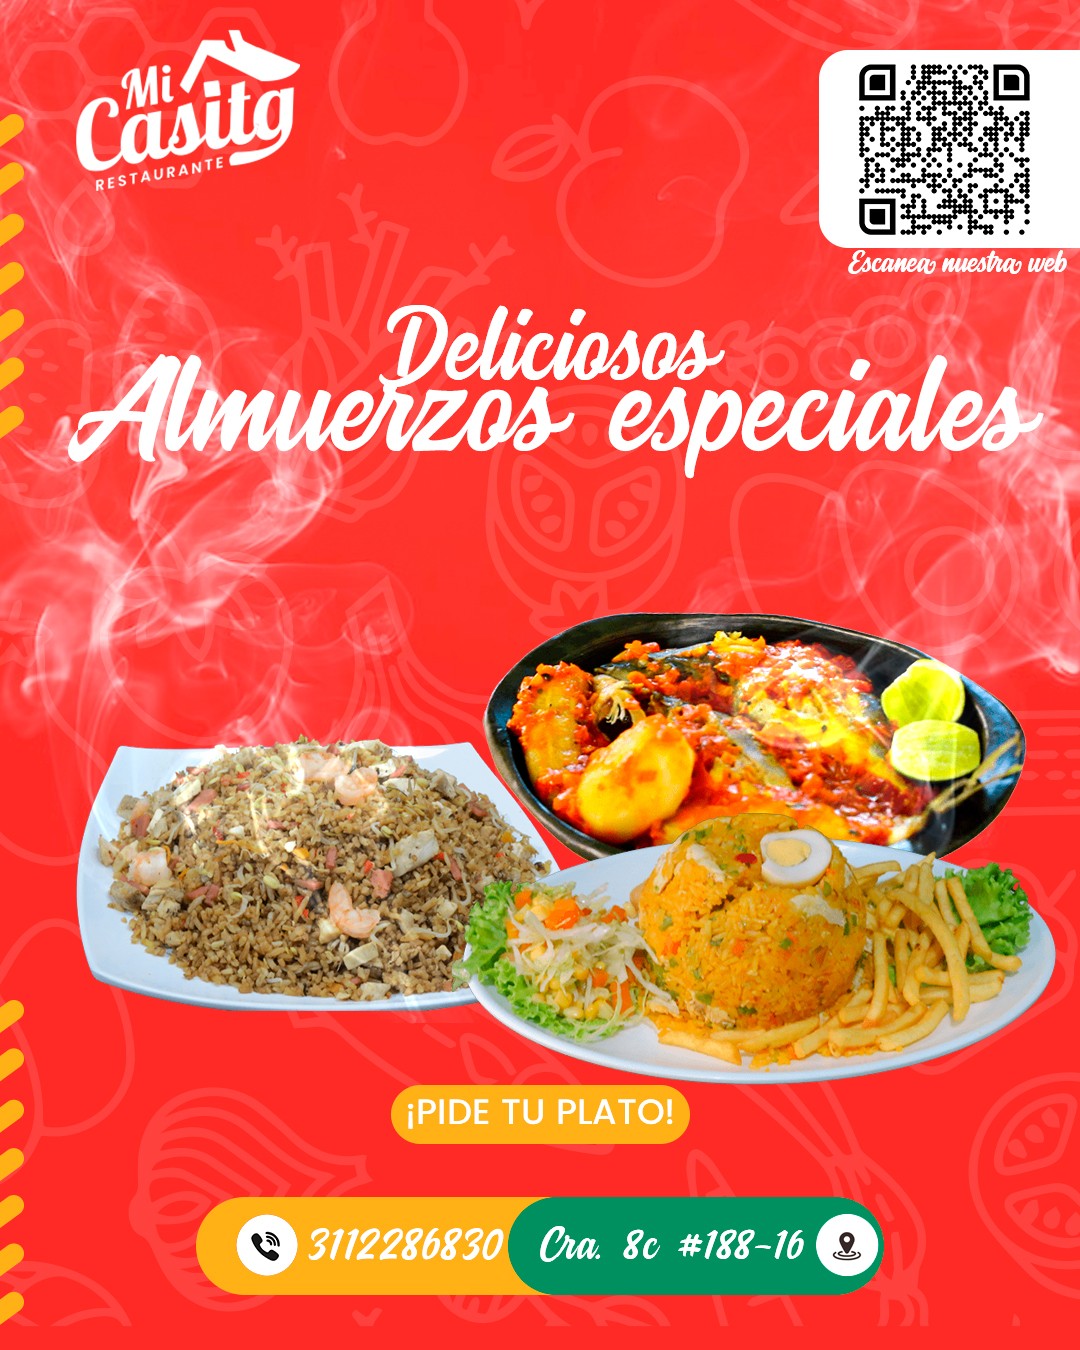 Mi
Casita
RESTAURANTE
Escanea nuestra web
Deliciosos
Almuerzos especiales
¡PIDE TU PLATO!
3112286830
Cra. 8c #188-16